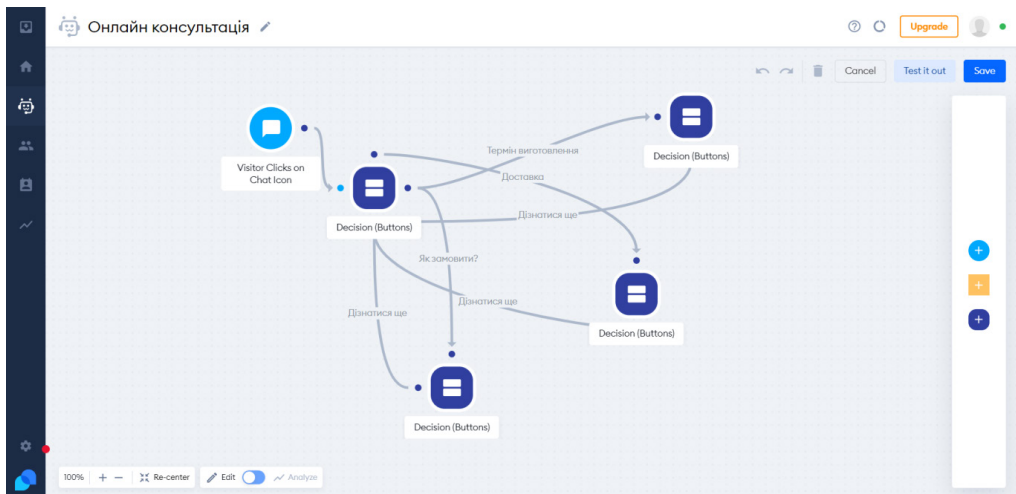 Онлайн консультація
Upgrade
Cancel
Test it out
Save
Visitor Clicks on
Chat Icon
Термін виготовлення
Decision (Buttons)
Доставка
Дізнатися ще
Decision (Buttons)
Як замовити?
Дізнатися ще
Дізнатися ще
Decision (Buttons)
Decision (Buttons)
100%
Re-center
Edit
Analyze